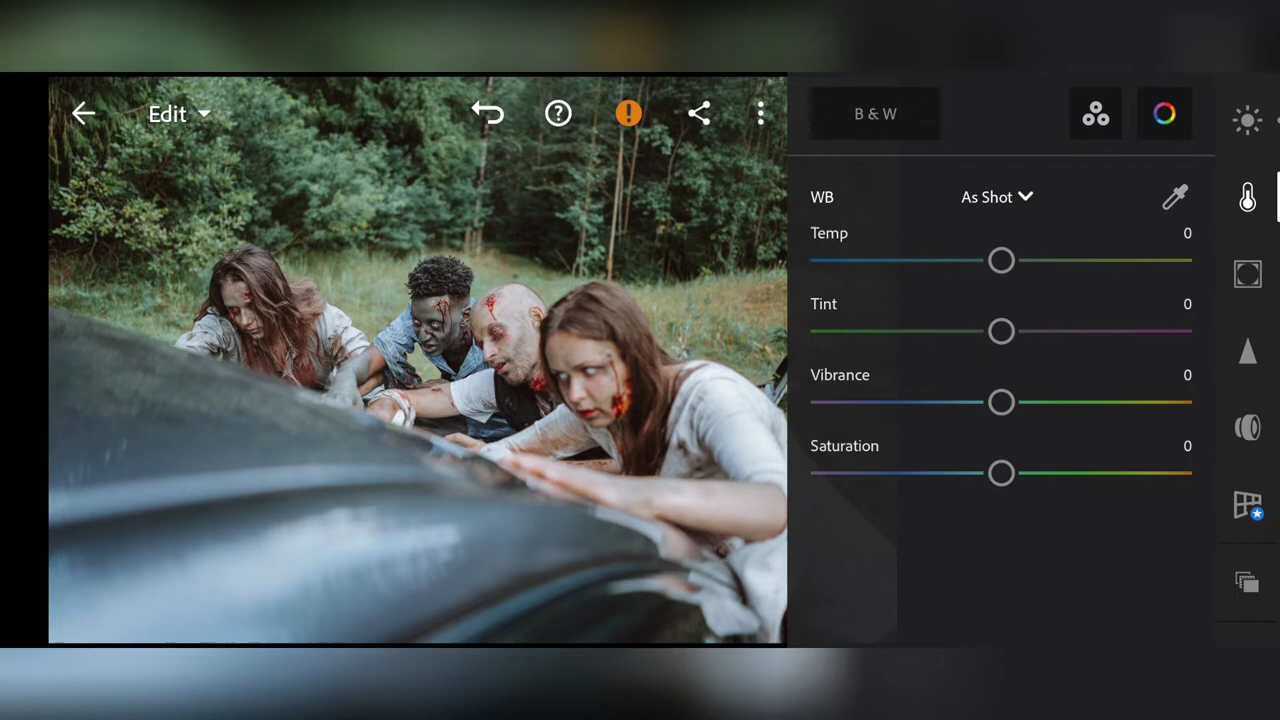 Edit
B & W
WB As Shot
Temp 0
Tint 0
Vibrance 0
Saturation 0